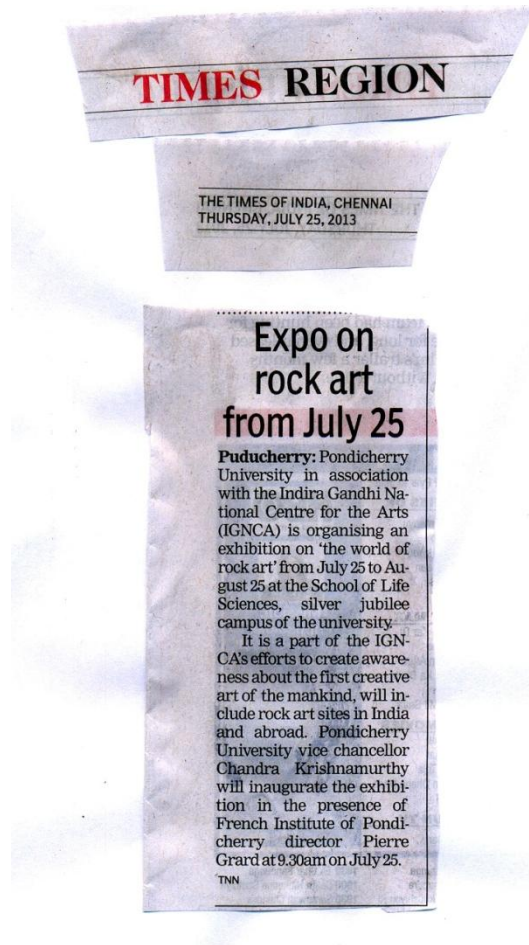 TIMES REGION
THE TIMES OF INDIA, CHENNAI
THURSDAY, JULY 25, 2013
Expo on
rock art
from July 25
Puducherry: Pondicherry
University in association
with the Indira Gandhi Na-
tional Centre for the Arts
(IGNCA) is organising an
exhibition on ‘the world of
rock art’ from July 25 to Au-
gust 25 at the School of Life
Sciences, silver jubilee
campus of the university.
It is a part of the IGN-
CA’s efforts to create aware-
ness about the first creative
art of the mankind, will in-
clude rock art sites in India
and abroad. Pondicherry
University vice chancellor
Chandra Krishnamurthy
will inaugurate the exhibi-
tion in the presence of
French Institute of Pondi-
cherry director Pierre
Grard at 9.30am on July 25.
TNN